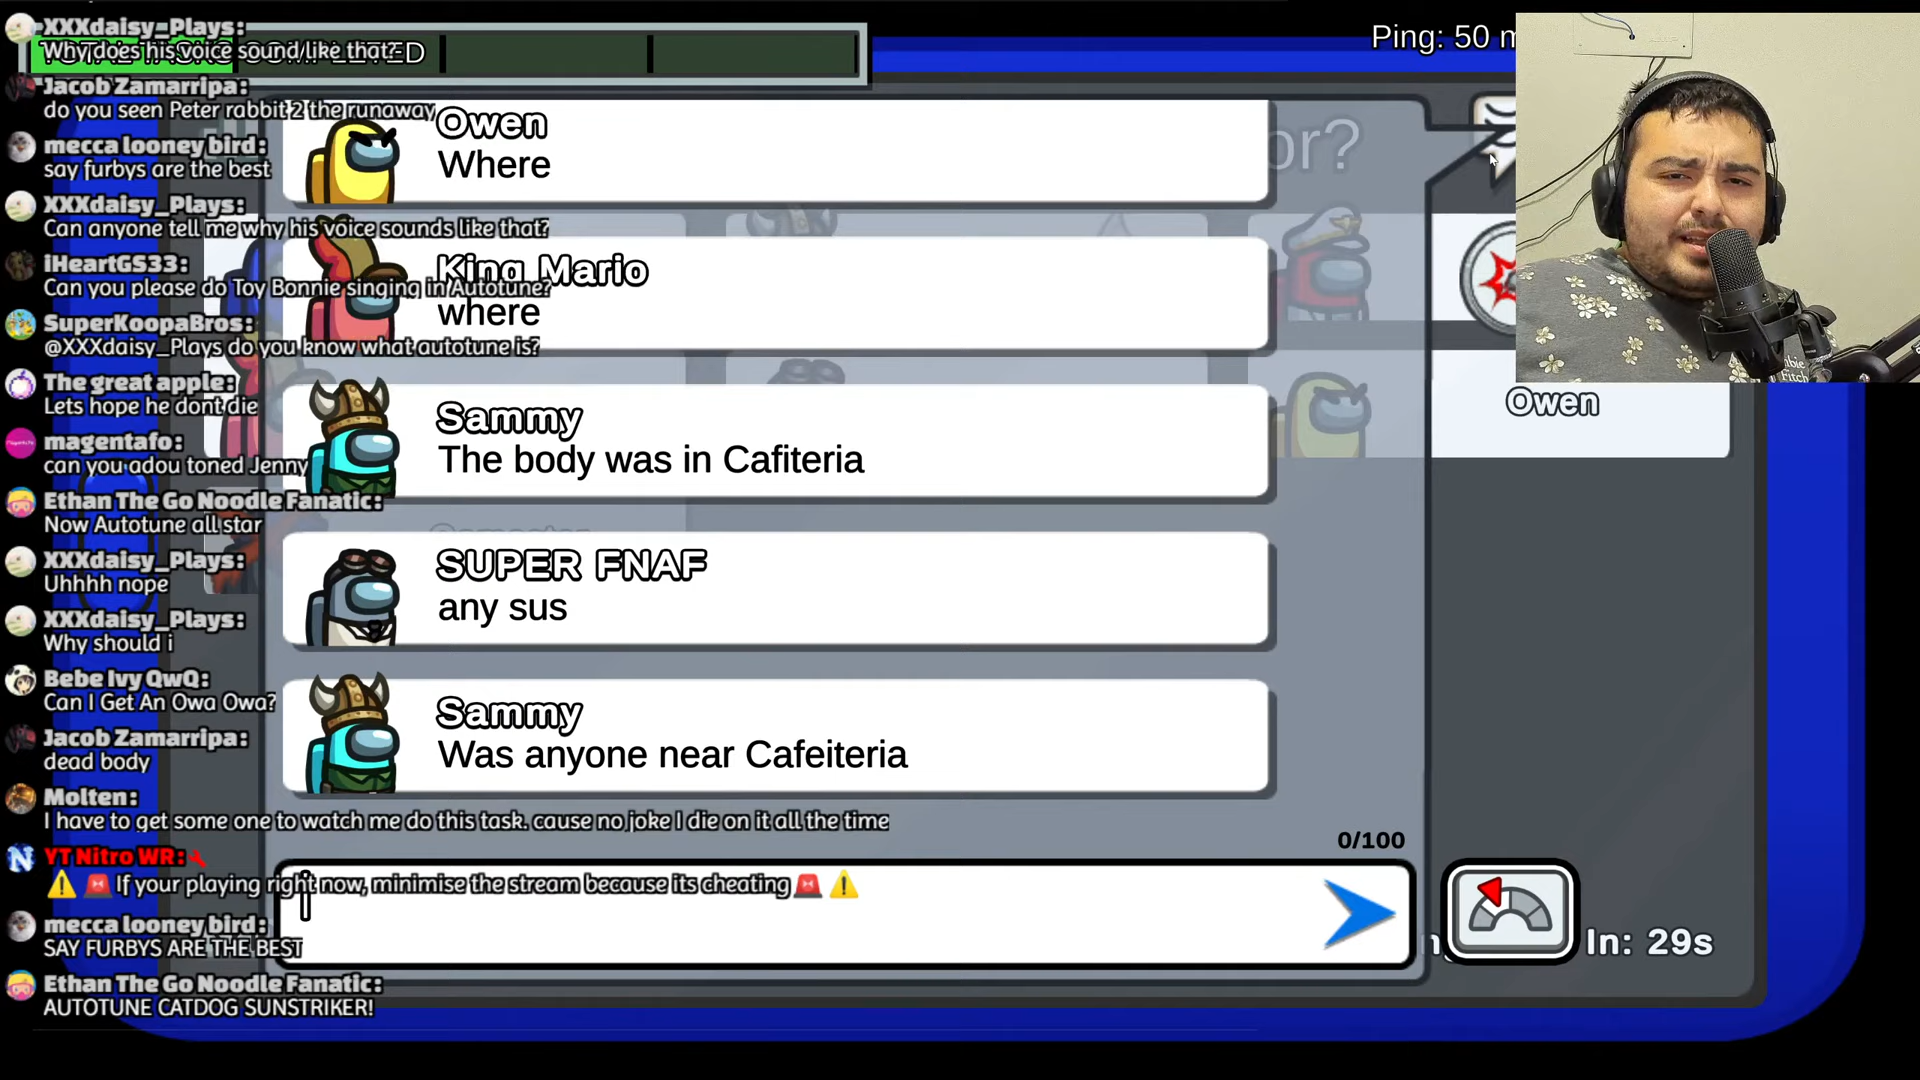 XXXdaisy_Plays:
Why does his voice sound like that?
Ping: 50 m
Jacob Zamarripa:
do you seen Peter rabbit 2 the runaway
mecca looney bird:
say furbys are the best
XXXdaisy_Plays:
Can anyone tell me why his voice sounds like that?
iHeartGS33:
Can you please do Toy Bonnie singing in Autotune?
SuperKoopaBros:
@XXXdaisy_Plays do you know what autotune is?
The great apple:
Lets hope he dont die
magentafo:
can you adou toned Jenny
Ethan The Go Noodle Fanatic:
Now Autotune all star
XXXdaisy_Plays:
Uhhhh nope
XXXdaisy_Plays:
Why should i
Bebe Ivy QwQ:
Can I Get An Owa Owa?
Jacob Zamarripa:
dead body
Molten:
I have to get some one to watch me do this task. cause no joke I die on it all the time
YT Nitro WR:
⚠️🚨If your playing right now, minimise the stream because its cheating🚨⚠️
mecca looney bird:
SAY FURBYS ARE THE BEST
Ethan The Go Noodle Fanatic:
AUTOTUNE CATDOG SUNSTRIKER!
Owen
Where
King Mario
where
Sammy
The body was in Cafiteria
SUPER FNAF
any sus
Sammy
Was anyone near Cafeiteria
0/100
or?
Owen
In: 29s